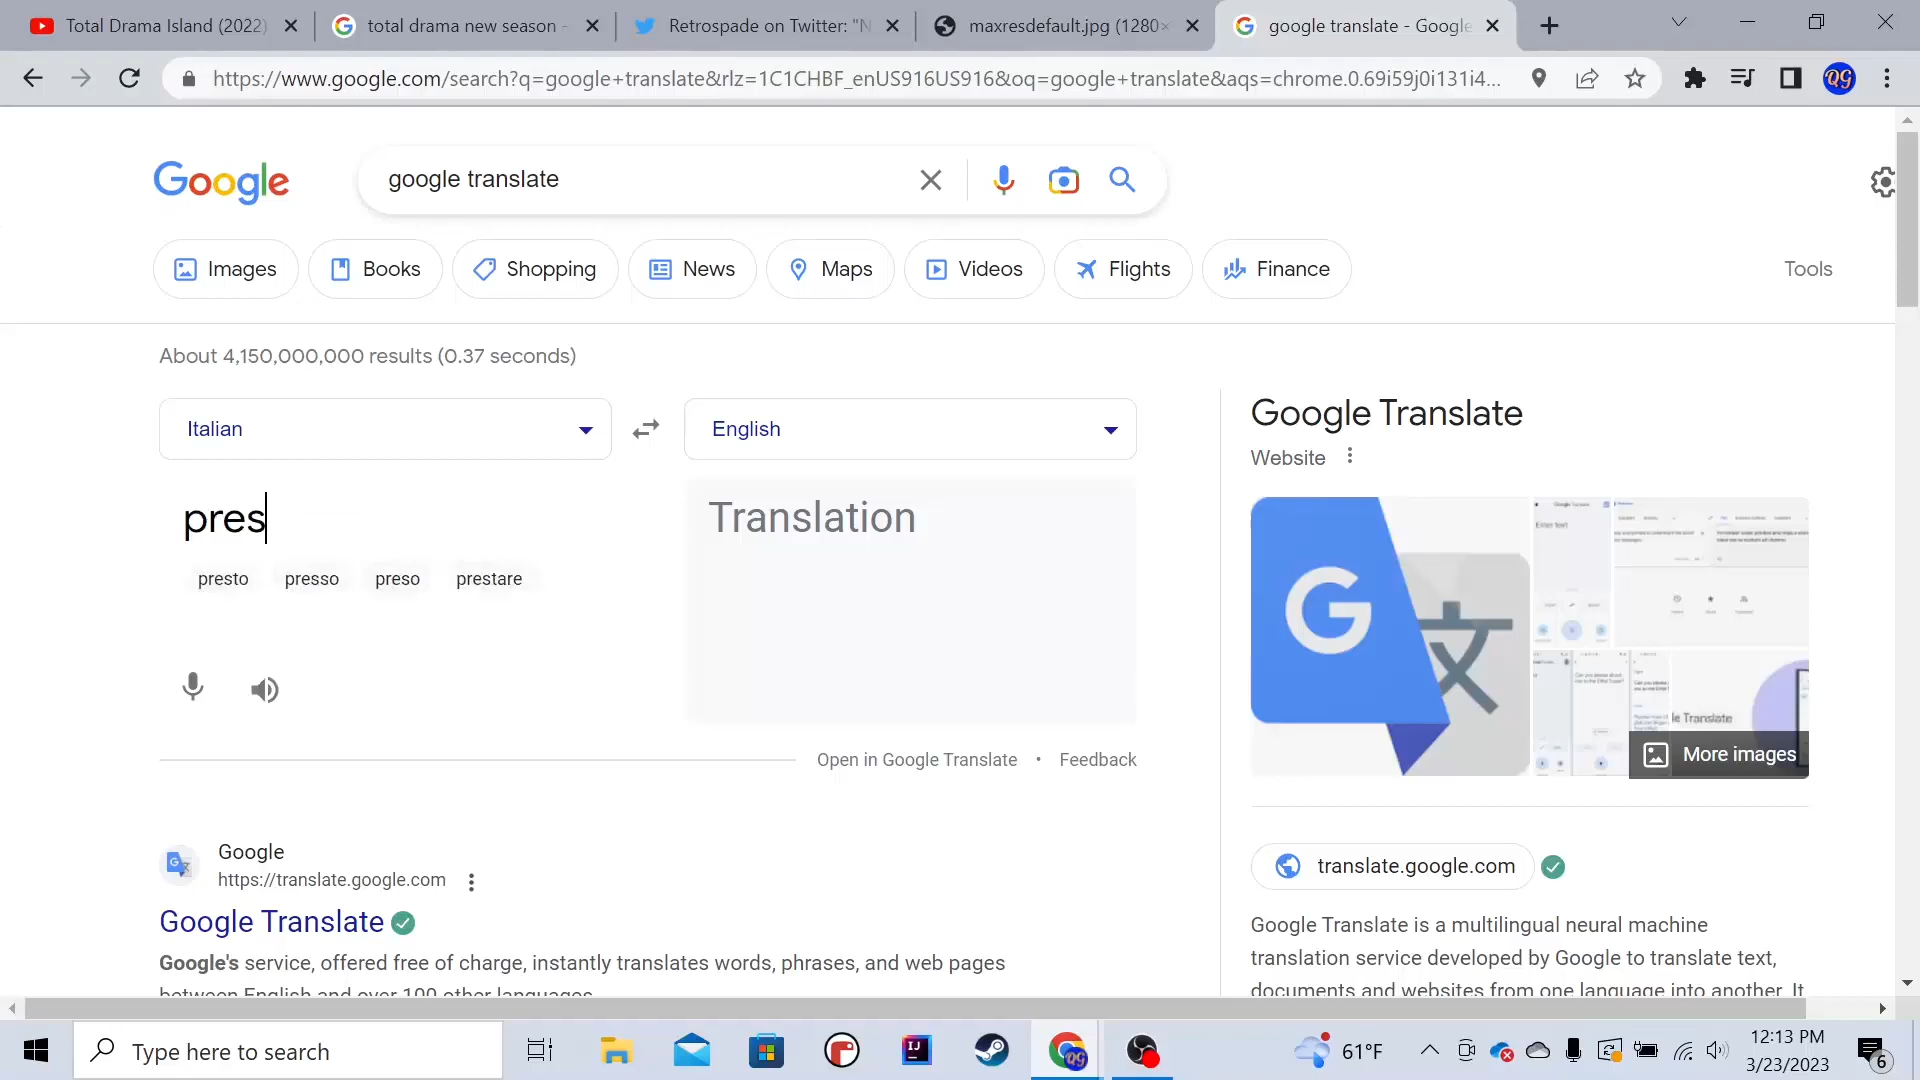 Total Drama Island (2022)
total drama new season -
Retrospade on Twitter: "N
maxresdefault.jpg (1280×
google translate - Google
https://www.google.com/search?q=google+translate&rlz=1C1CHBF_enUS916US916&oq=google+translate&aqs=chrome.0.69i59j0i131i4...
QG
Google
google translate
Images
Books
Shopping
News
Maps
Videos
Flights
Finance
Tools
About 4,150,000,000 results (0.37 seconds)
Italian
English
pres
Translation
presto
presso
preso
prestare
Open in Google Translate • Feedback
Google
https://translate.google.com
Google Translate
Google's service, offered free of charge, instantly translates words, phrases, and web pages
between English and over 100 other languages.
Google Translate
Website
G
文
le Translate
More images
translate.google.com
Google Translate is a multilingual neural machine
translation service developed by Google to translate text,
documents and websites from one language into another. It
Type here to search
61°F
12:13 PM
3/23/2023
6